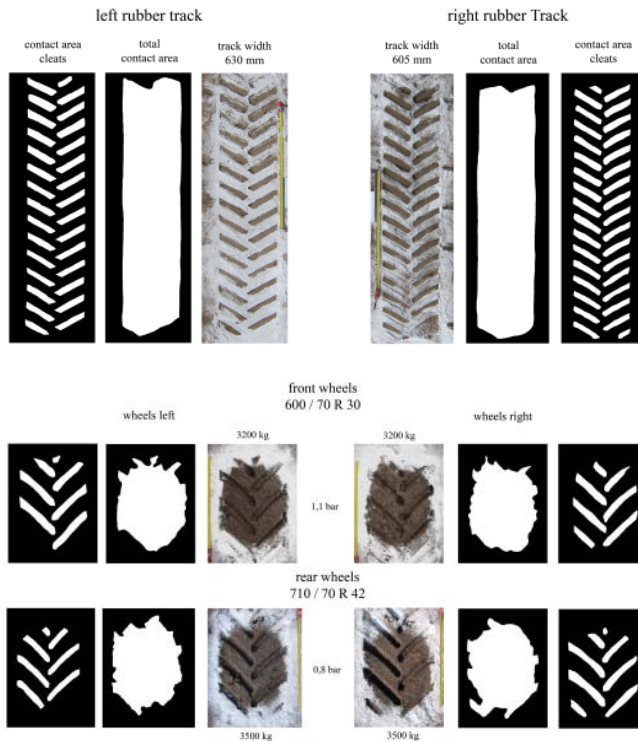 left rubber track
right rubber Track
contact area
cleats
total
contact area
track width
630 mm
track width
605 mm
total
contact area
contact area
cleats
front wheels
600 / 70 R 30
wheels left
wheels right
3200 kg
3200 kg
1,1 bar
rear wheels
710 / 70 R 42
0,8 bar
3500 kg
3500 kg